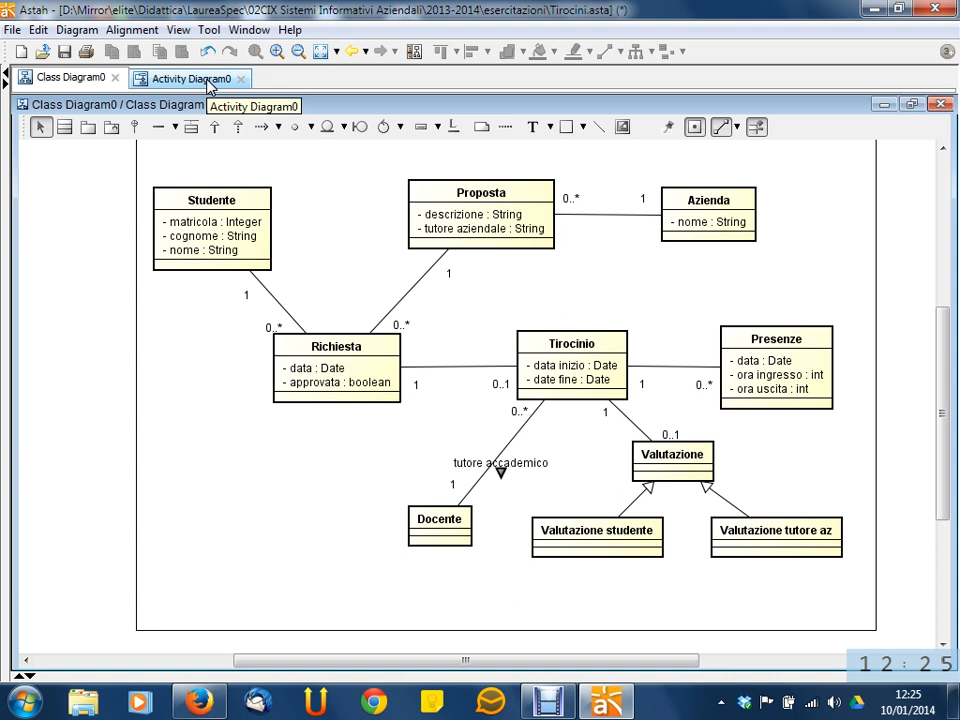 Astah - [D:\Mirror\elite\Didattica\LaureaSpec\02CIX Sistemi Informativi Aziendali\2013-2014\esercitazioni\Tirocini.asta] (*)
File Edit Diagram Alignment View Tool Window Help
3
Class Diagram0
Activity Diagram0
Class Diagram0 / Class Diagram
Activity Diagram0
T
Studente
- matricola : Integer
- cognome : String
- nome : String
Proposta
- descrizione : String
- tutore aziendale : String
0..*
1
Azienda
- nome : String
1
0..*
1
0..*
Richiesta
- data : Date
- approvata : boolean
1
0..1
Tirocinio
- data inizio : Date
- date fine : Date
1
0..*
Presenze
- data : Date
- ora ingresso : int
- ora uscita : int
0..*
1
0..1
tutore accademico
1
Valutazione
Docente
Valutazione studente
Valutazione tutore az
12:25
12:25
10/01/2014